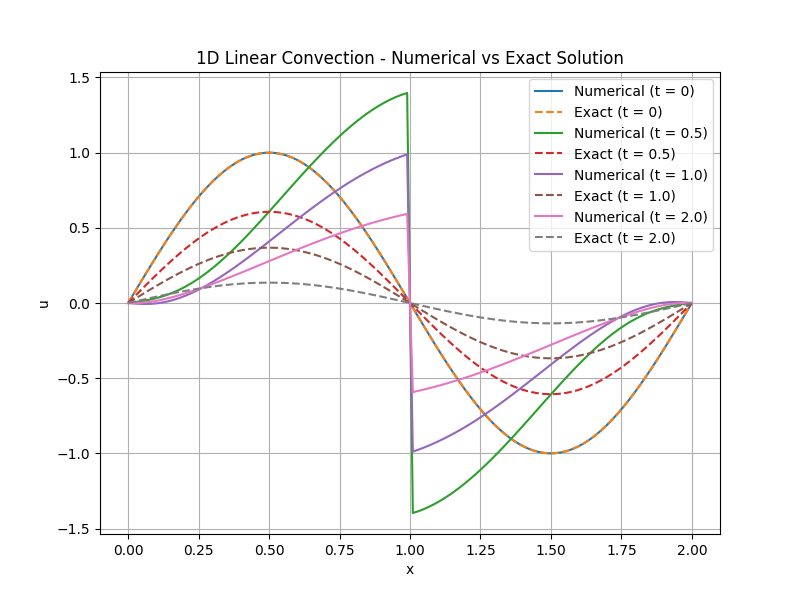 1D Linear Convection - Numerical vs Exact Solution
Numerical (t = 0)
Exact (t = 0)
Numerical (t = 0.5)
Exact (t = 0.5)
Numerical (t = 1.0)
Exact (t = 1.0)
Numerical (t = 2.0)
Exact (t = 2.0)
1.5
1.0
0.5
0.0
−0.5
−1.0
−1.5
u
0.00 0.25 0.50 0.75 1.00 1.25 1.50 1.75 2.00
x